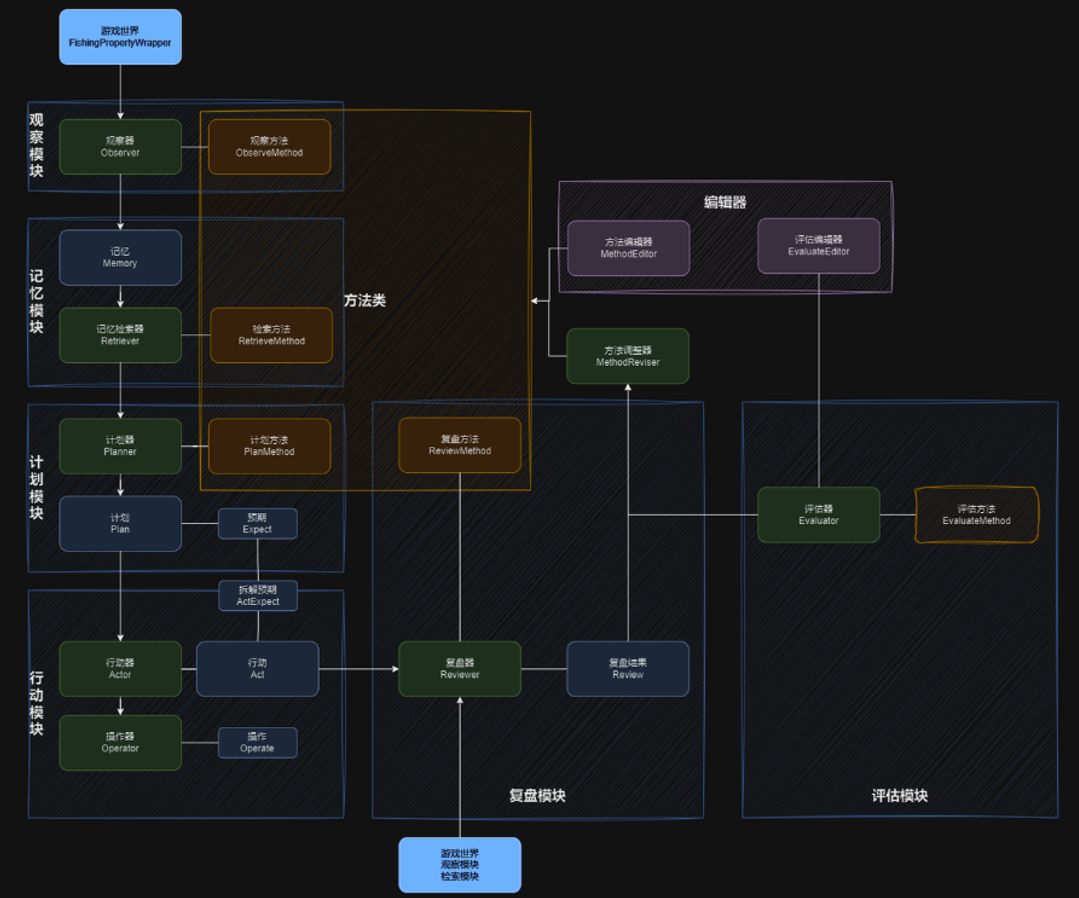 游戏世界
FishingPropertyWrapper
观察模块
观察器
Observer
观察方法
ObserveMethod
编辑器
方法编辑器
MethodEditor
评估编辑器
EvaluateEditor
记忆模块
记忆
Memory
方法类
记忆检索器
Retriever
检索方法
RetrieveMethod
方法调整器
MethodReviser
计划模块
计划器
Planner
计划方法
PlanMethod
复盘方法
ReviewMethod
计划
Plan
预期
Expect
评估器
Evaluator
评估方法
EvaluateMethod
拆解预期
ActExpect
行动模块
行动器
Actor
行动
Act
复盘器
Reviewer
复盘结果
Review
操作器
Operator
操作
Operate
复盘模块
评估模块
游戏世界
观察模块
检索模块